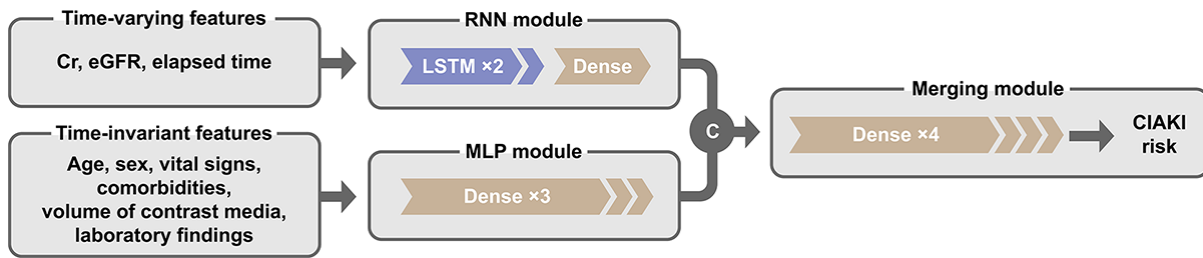 Time-varying features
Cr, eGFR, elapsed time
Time-invariant features
Age, sex, vital signs,
comorbidities,
volume of contrast media,
laboratory findings
RNN module
LSTM ×2
Dense
MLP module
Dense ×3
C
Merging module
Dense ×4
CIAKI
risk